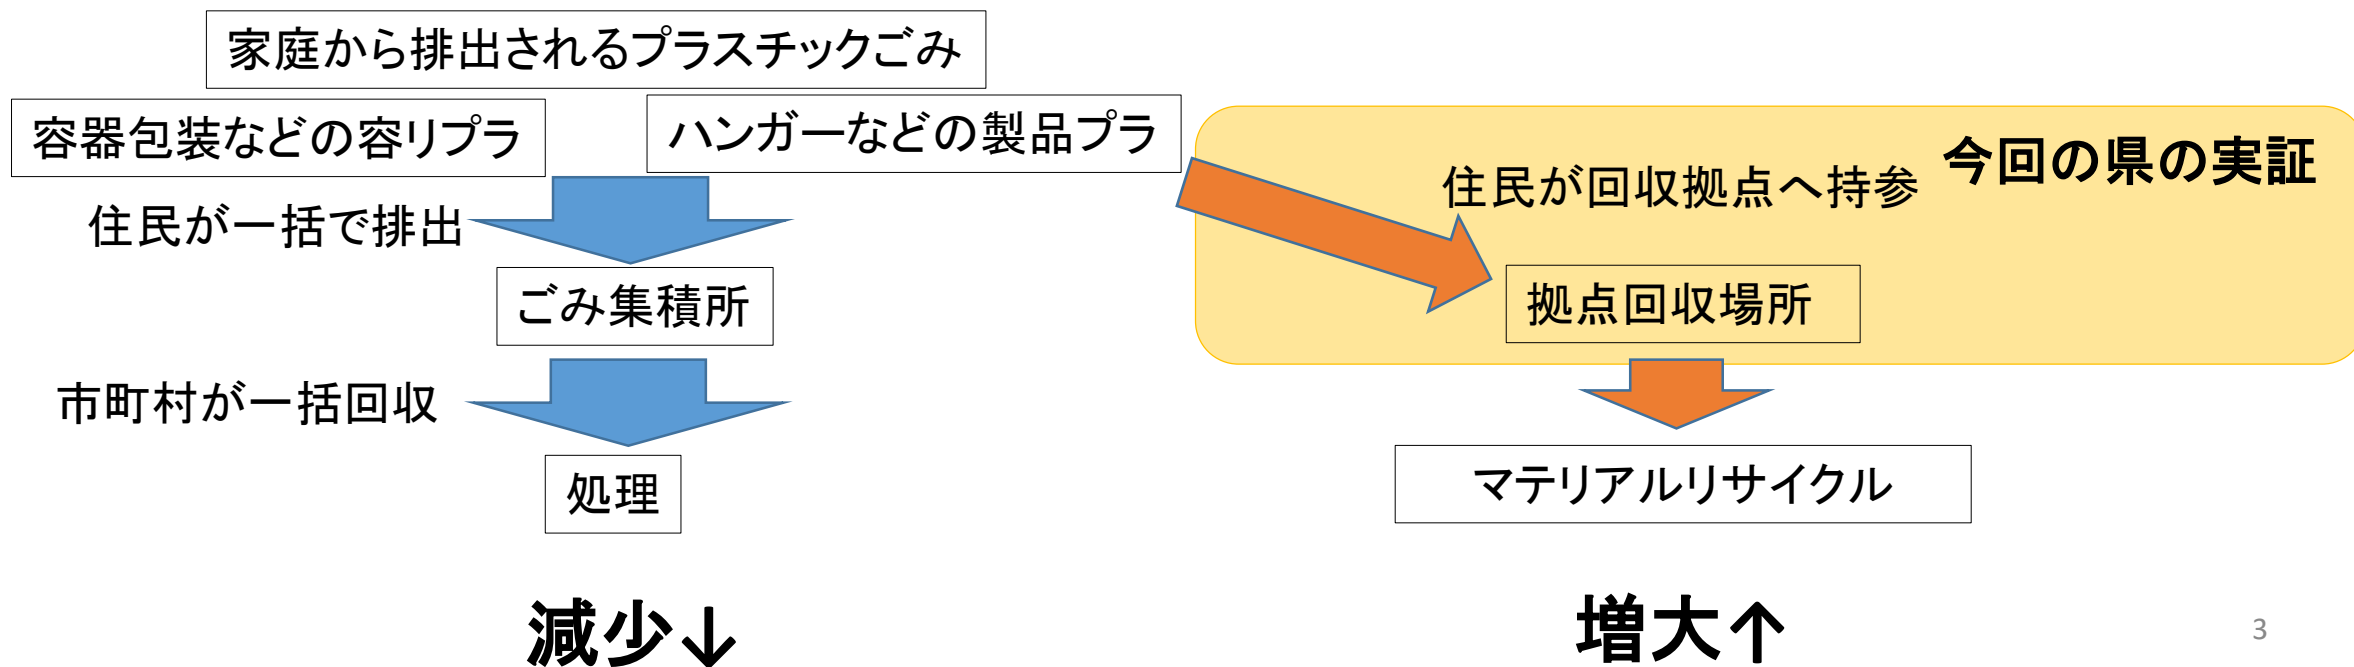 家庭から排出されるプラスチックごみ
容器包装などの容リプラ
ハンガーなどの製品プラ
今回の県の実証
住民が回収拠点へ持参
住民が一括で排出
ごみ集積所
拠点回収場所
市町村が一括回収
処理
マテリアルリサイクル
減少↓
増大↑
3